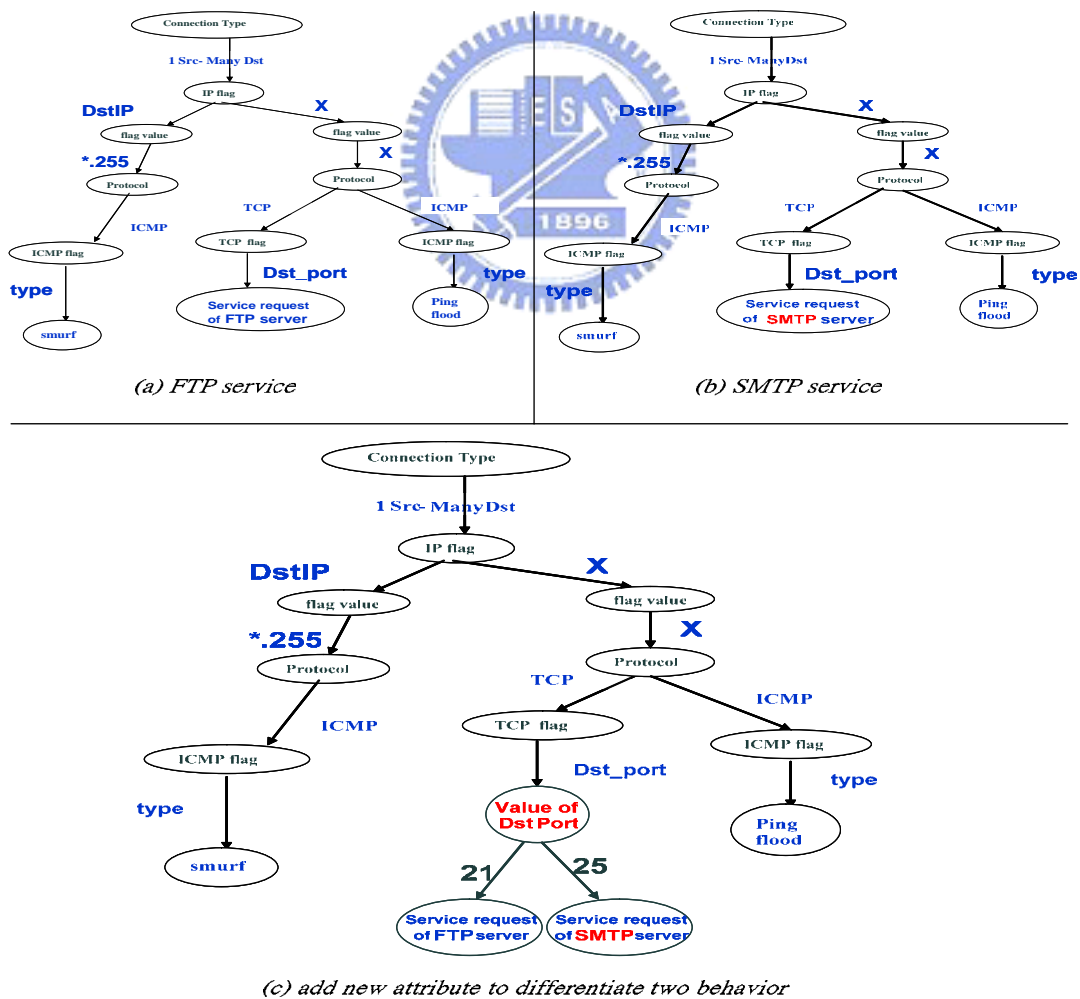 Connection Type
1 Src- Many Dst
IP flag
DstIP
X
flag value
flag value
*.255
X
Protocol
Protocol
ICMP
TCP
ICMP
ICMP flag
TCP flag
ICMP flag
type
Dst_port
type
smurf
Service request
of FTP server
Ping
flood
(a) FTP service
Connection Type
1 Src- ManyDst
IP flag
DstIP
X
flag value
flag value
*.255
X
Protocol
Protocol
ICMP
TCP
ICMP
ICMP flag
TCP flag
ICMP flag
type
Dst_port
type
smurf
Service request
of SMTP server
Ping
flood
(b) SMTP service
E S A
1896
Connection Type
1 Src- ManyDst
IP flag
DstIP
X
flag value
flag value
*.255
X
Protocol
Protocol
ICMP
TCP
ICMP
ICMP flag
TCP flag
ICMP flag
type
Dst_port
type
smurf
Value of
Dst Port
Ping
flood
21
25
Service request
of FTP server
Service request
of SMTP server
(c) add new attribute to differentiate two behavior